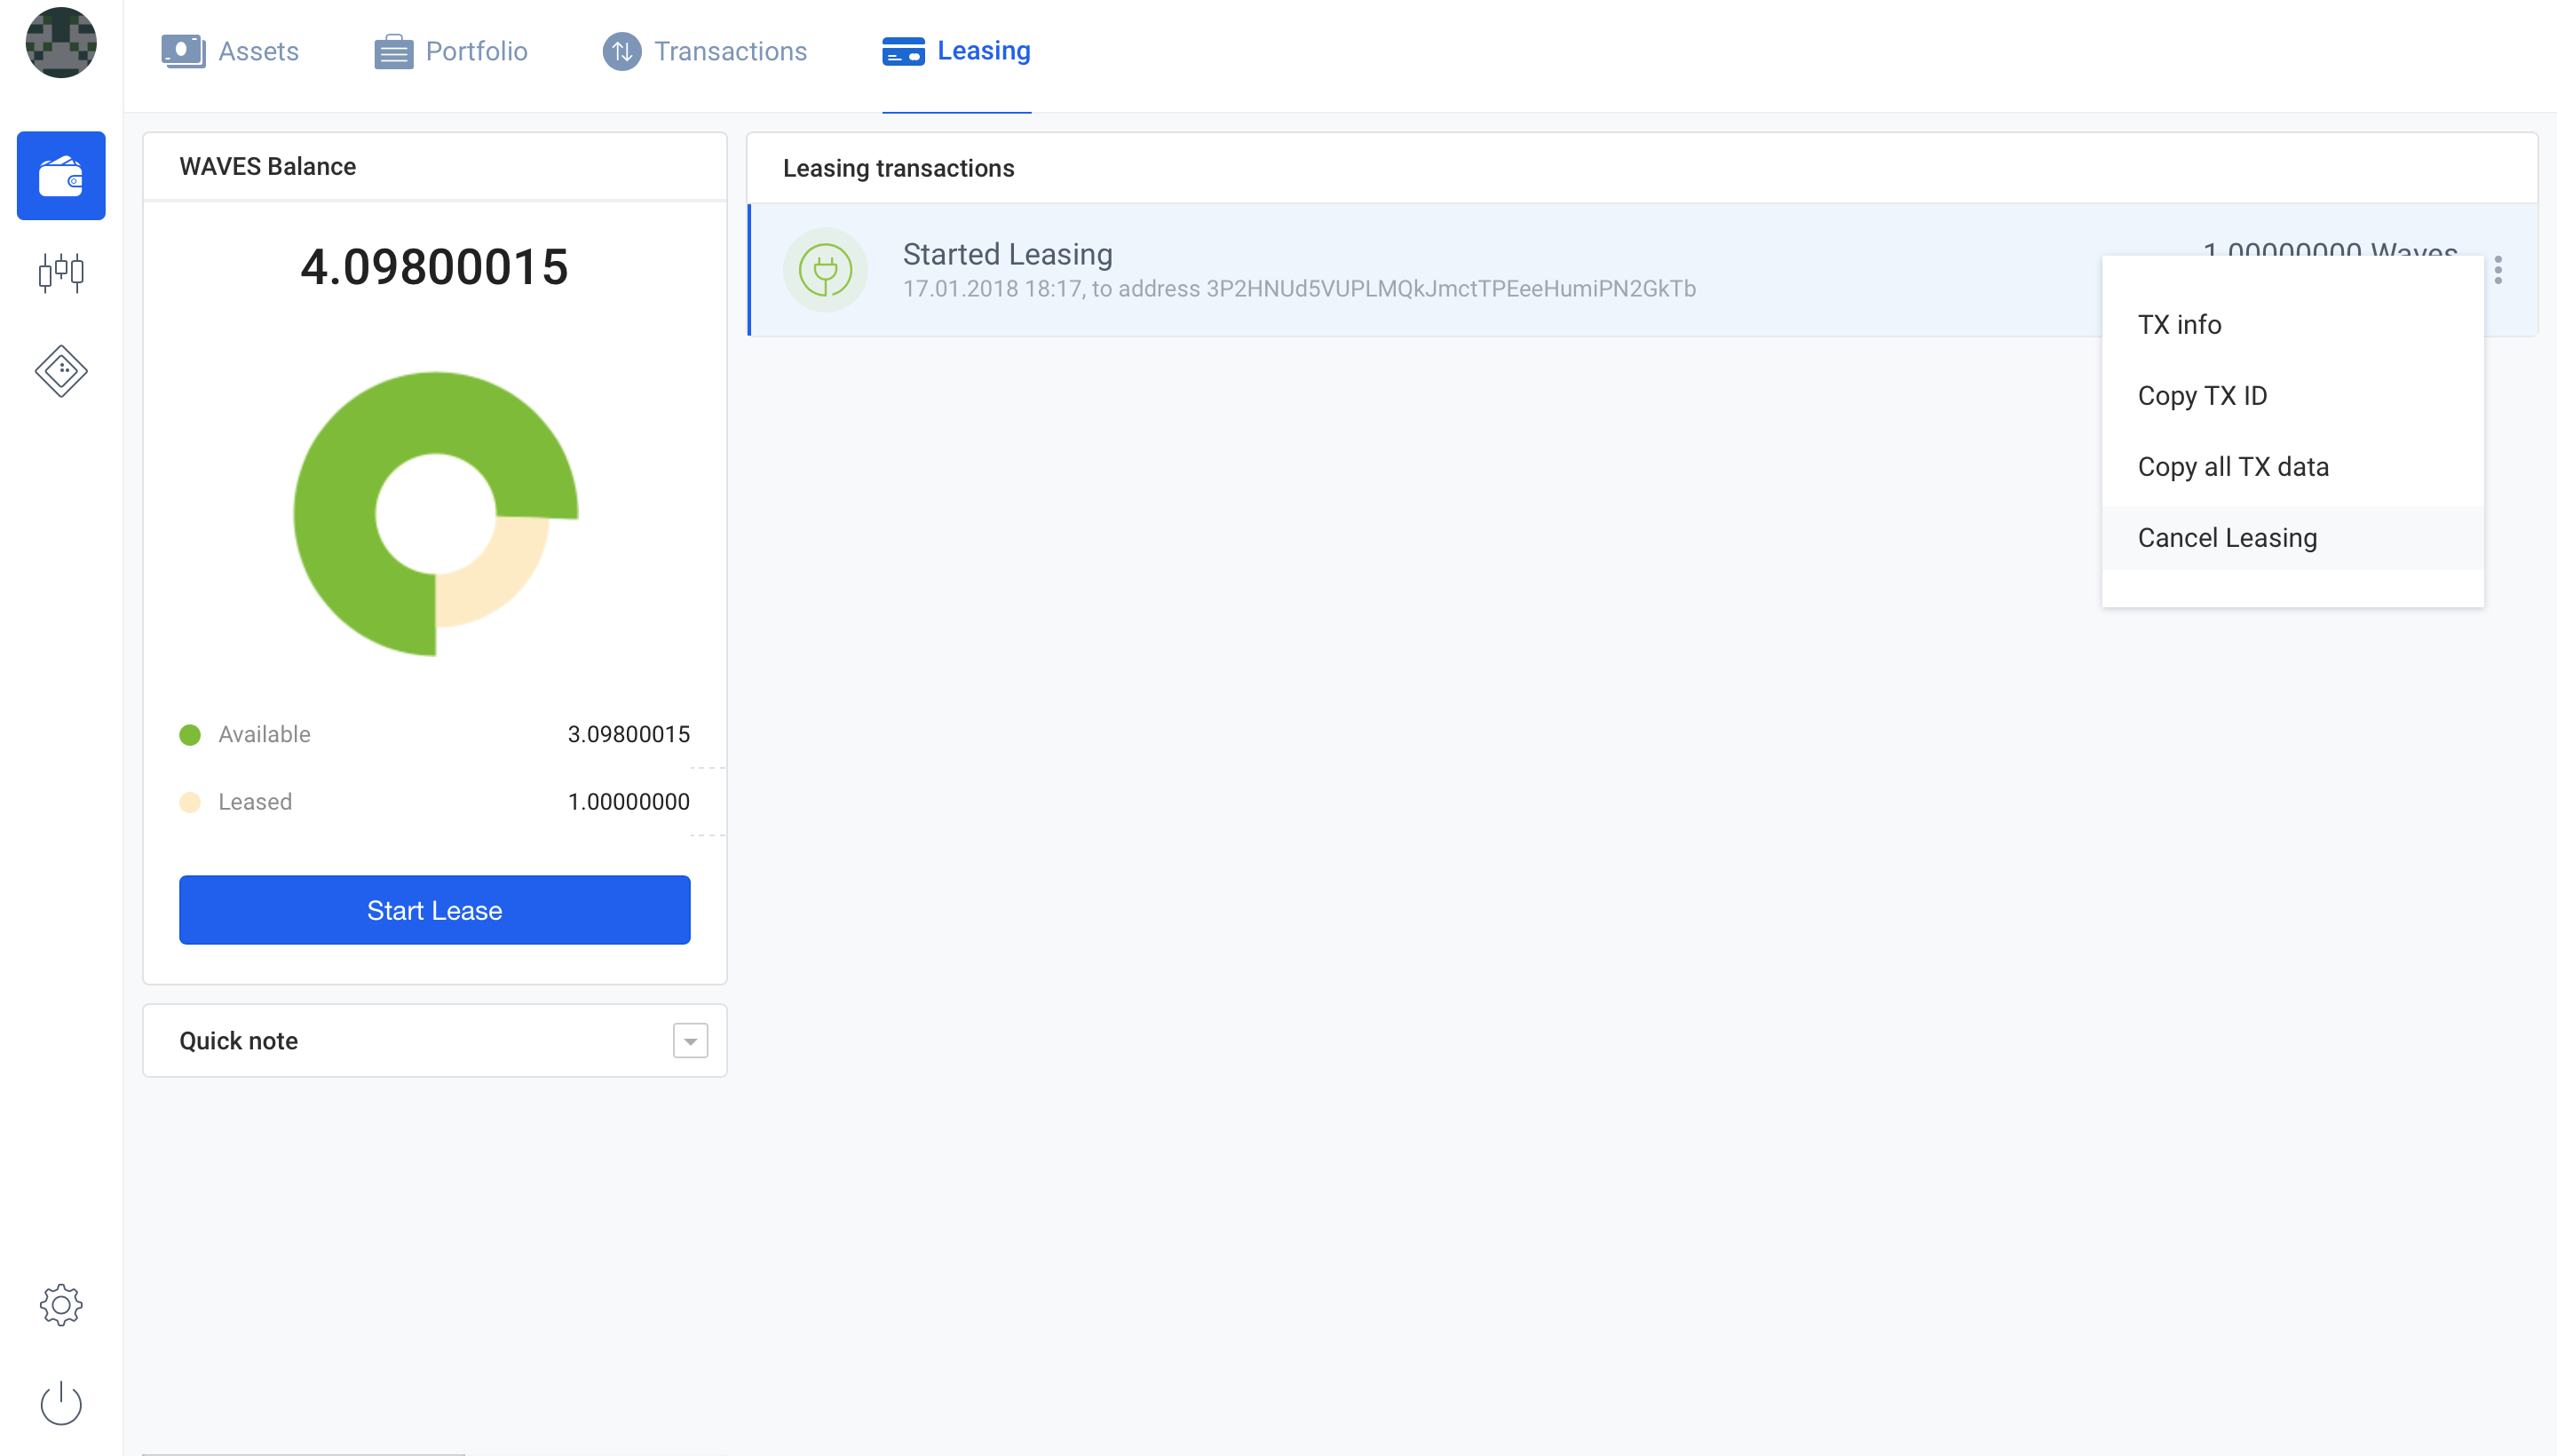 Assets
Portfolio
Transactions
Leasing
WAVES Balance
4.09800015
Available 3.09800015
Leased 1.00000000
Start Lease
Quick note
Leasing transactions
Started Leasing
17.01.2018 18:17, to address 3P2HNUd5VUPLMQkJmctTPEeeHumiPN2GkTb
1.00000000 Waves
TX info
Copy TX ID
Copy all TX data
Cancel Leasing